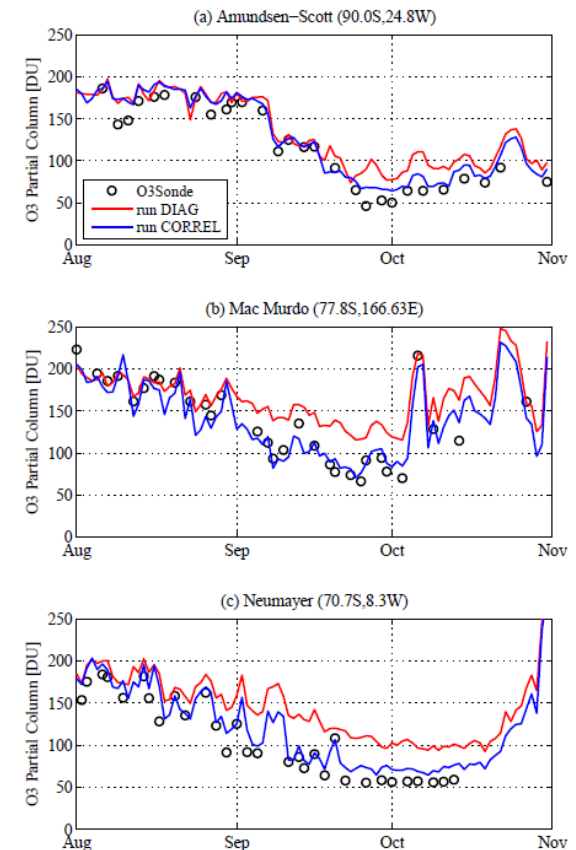 (a) Amundsen−Scott (90.0S,24.8W)
O3 Partial Column [DU]
250
200
150
100
50
0
O3Sonde
run DIAG
run CORREL
Aug Sep Oct Nov
(b) Mac Murdo (77.8S,166.63E)
O3 Partial Column [DU]
250
200
150
100
50
0
Aug Sep Oct Nov
(c) Neumayer (70.7S,8.3W)
O3 Partial Column [DU]
250
200
150
100
50
0
Aug Sep Oct Nov